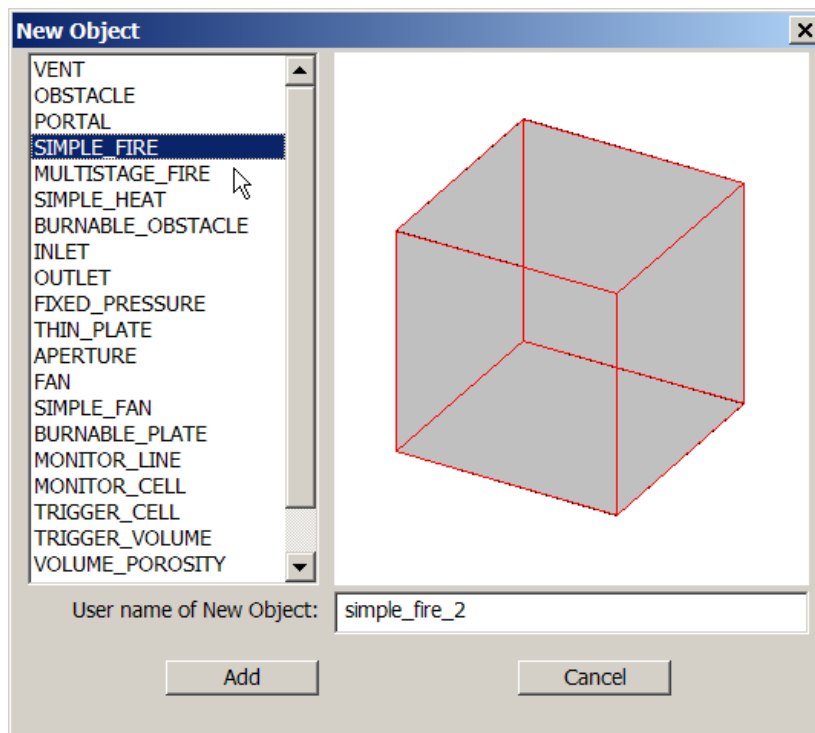 New Object
VENT
OBSTACLE
PORTAL
SIMPLE_FIRE
MULTISTAGE_FIRE
SIMPLE_HEAT
BURNABLE_OBSTACLE
INLET
OUTLET
FIXED_PRESSURE
THIN_PLATE
APERTURE
FAN
SIMPLE_FAN
BURNABLE_PLATE
MONITOR_LINE
MONITOR_CELL
TRIGGER_CELL
TRIGGER_VOLUME
VOLUME_POROSITY
User name of New Object: simple_fire_2
Add Cancel